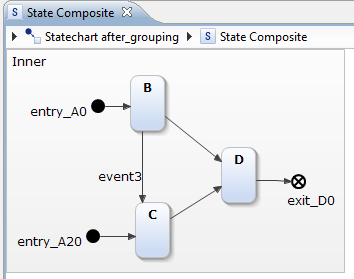 State Composite
Statechart after_grouping State Composite
Inner
B
entry_A0
D
event3
exit_D0
C
entry_A20